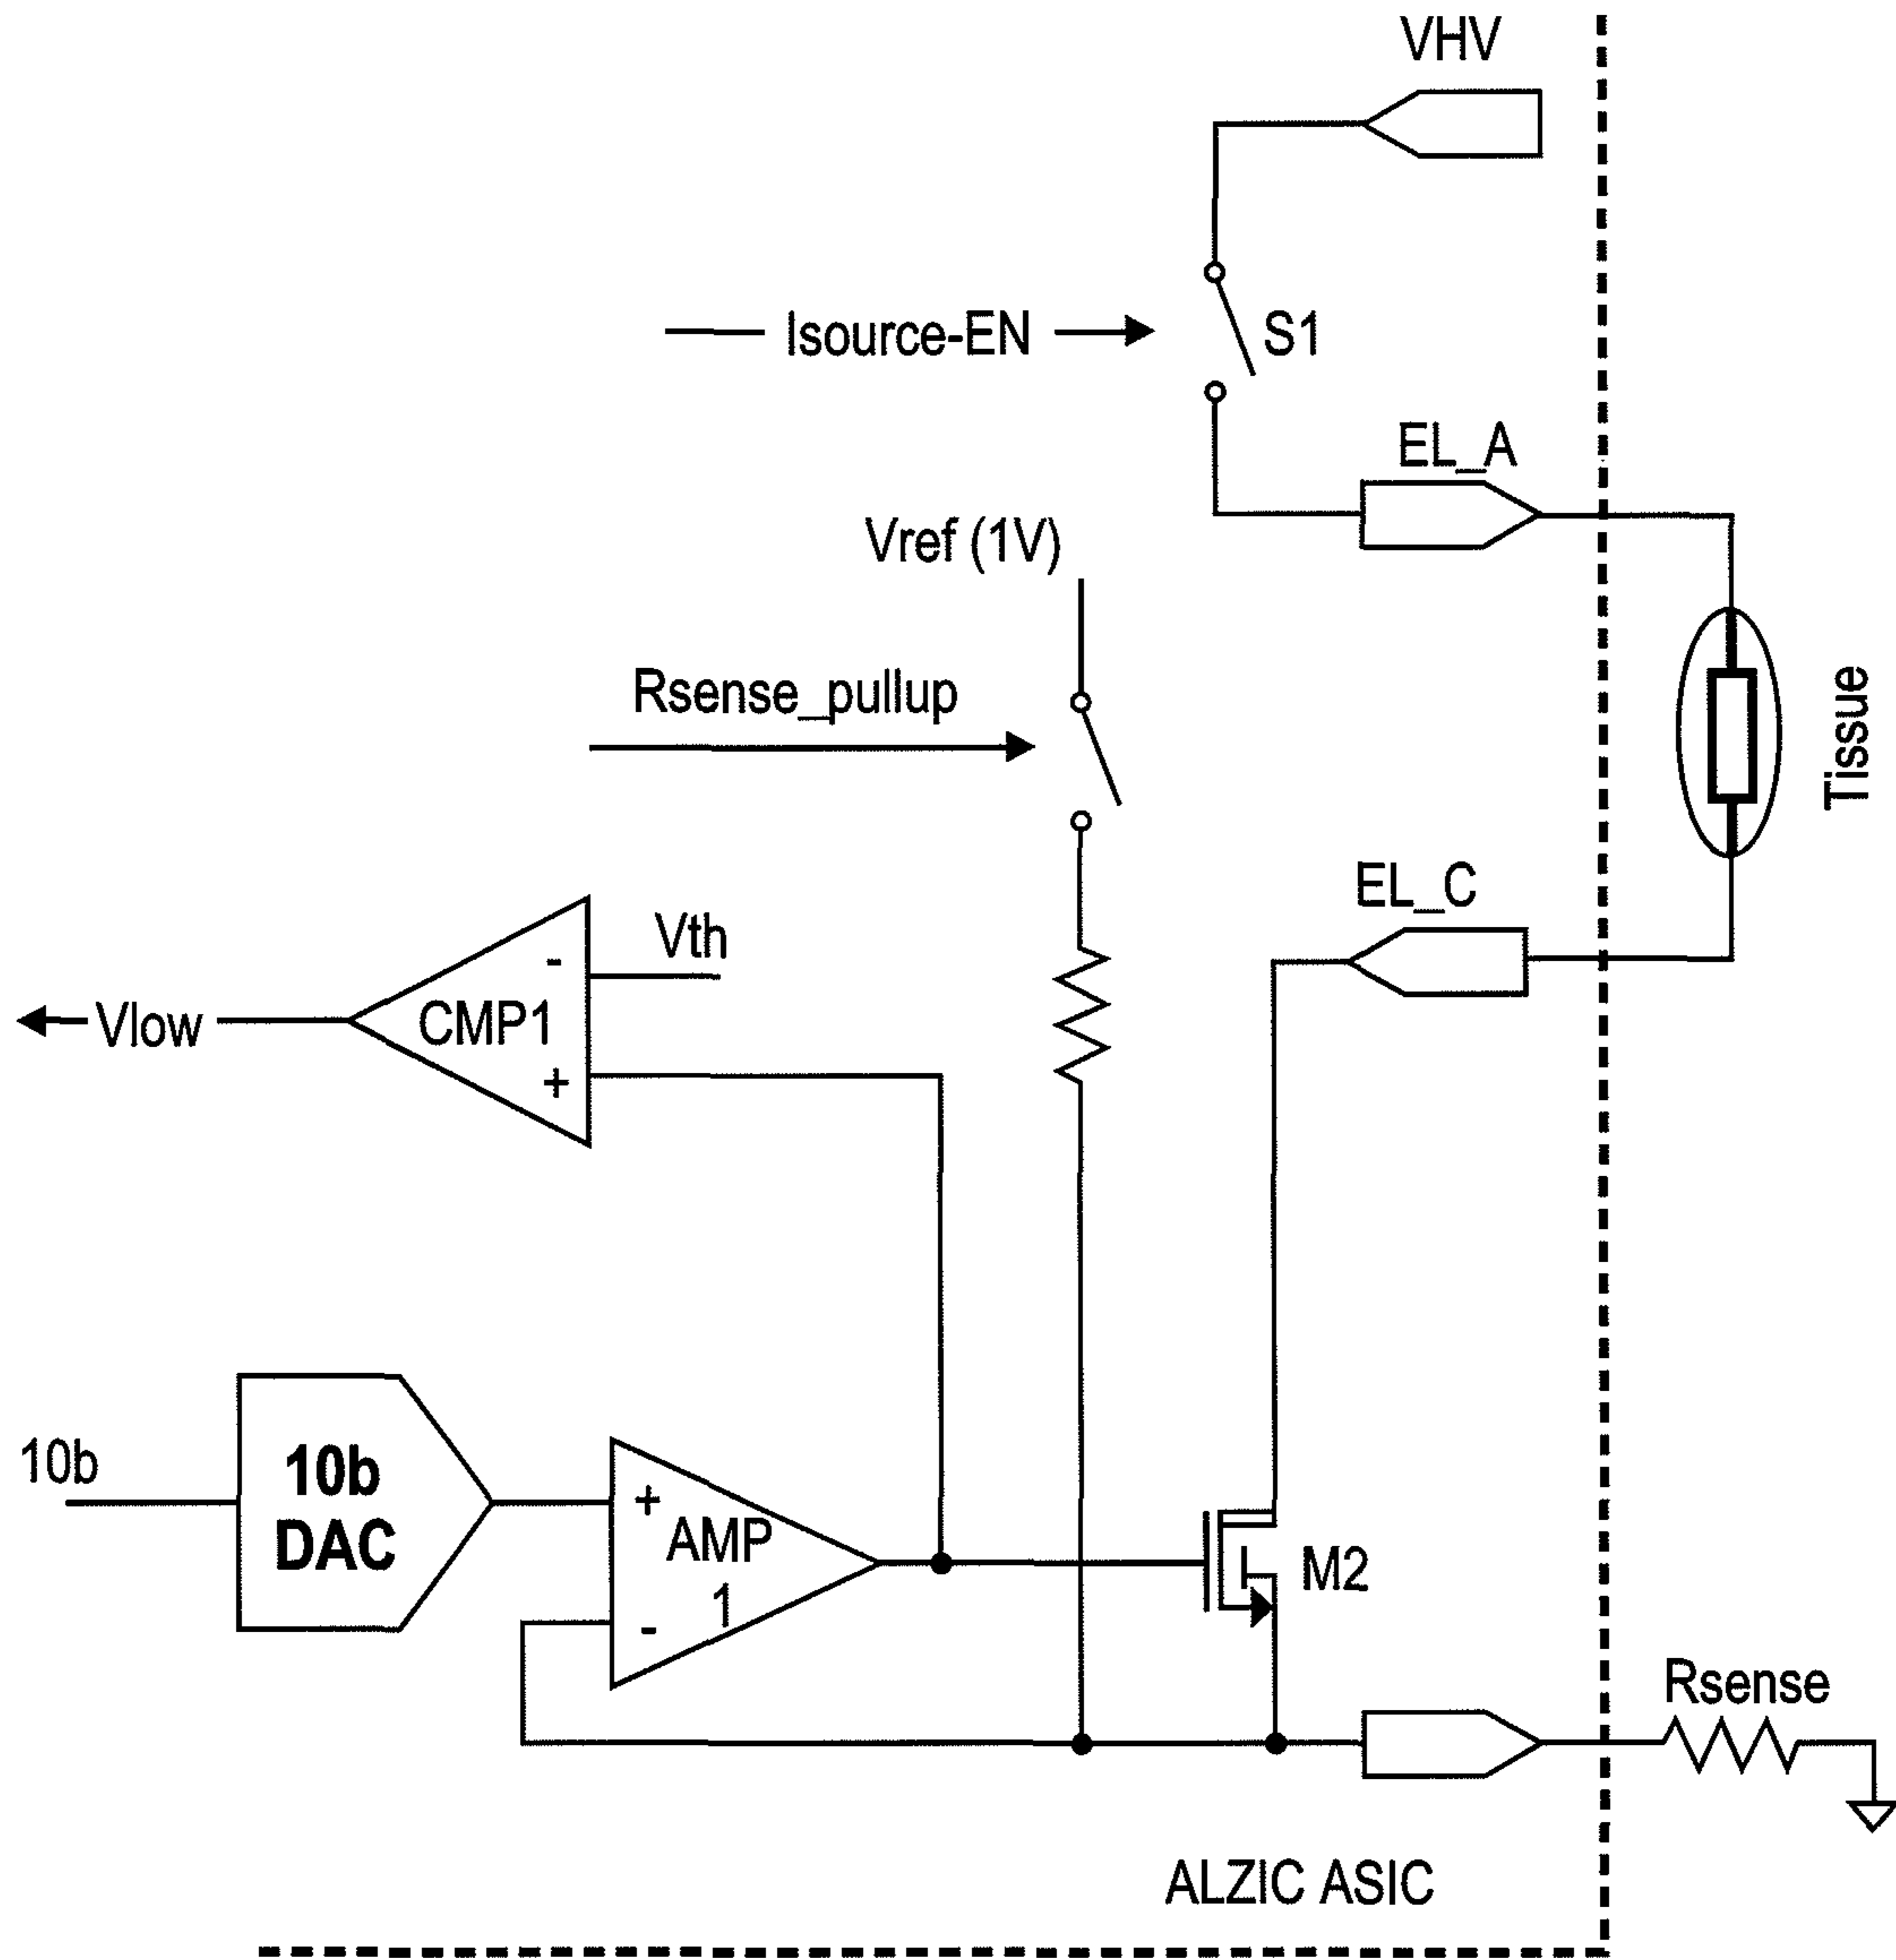 VHV
Isource-EN
S1
EL_A
Vref (1V)
Rsense_pullup
Tissue
EL_C
Vth
-
CMP1
+
Vlow
10b
10b
DAC
+
AMP
1
-
M2
Rsense
ALZIC ASIC